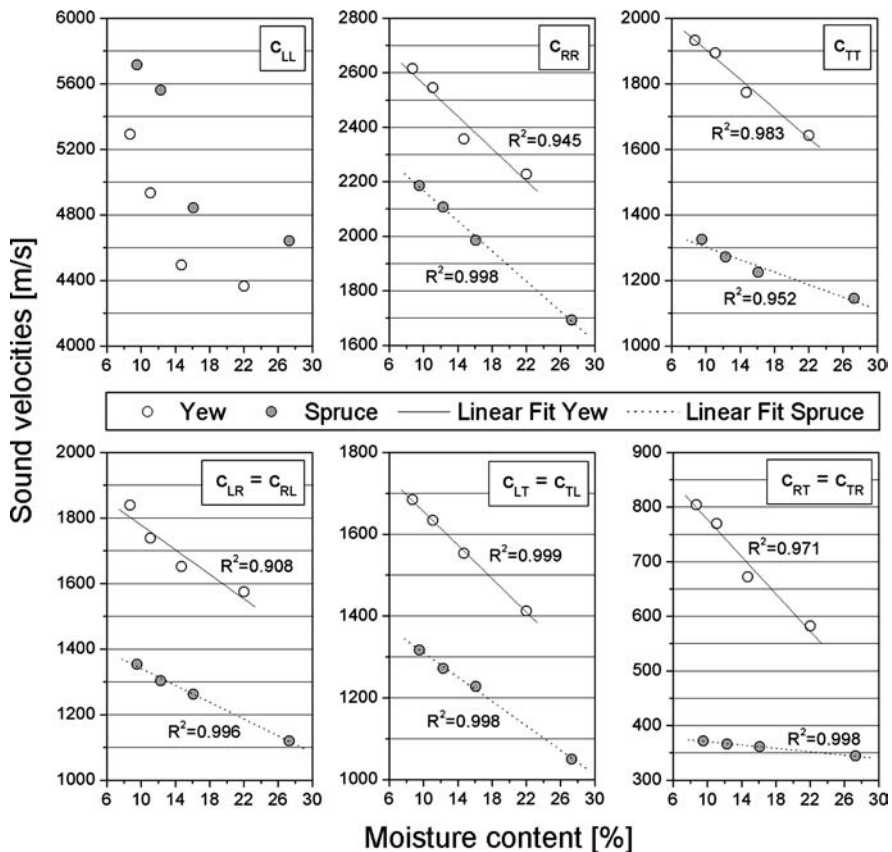 Sound velocities [m/s]
6000
5600
5200
4800
4400
4000
C_LL
6 10 14 18 22 26 30
2800
2600
2400
2200
2000
1800
1600
C_RR
R²=0.945
R²=0.998
6 10 14 18 22 26 30
2000
1800
1600
1400
1200
1000
C_TT
R²=0.983
R²=0.952
6 10 14 18 22 26 30
Yew Spruce Linear Fit Yew Linear Fit Spruce
2000
1800
1600
1400
1200
1000
C_LR = C_RL
R²=0.908
R²=0.996
6 10 14 18 22 26 30
1800
1600
1400
1200
1000
C_LT = C_TL
R²=0.999
R²=0.998
6 10 14 18 22 26 30
900
800
700
600
500
400
300
C_RT = C_TR
R²=0.971
R²=0.998
6 10 14 18 22 26 30
Moisture content [%]